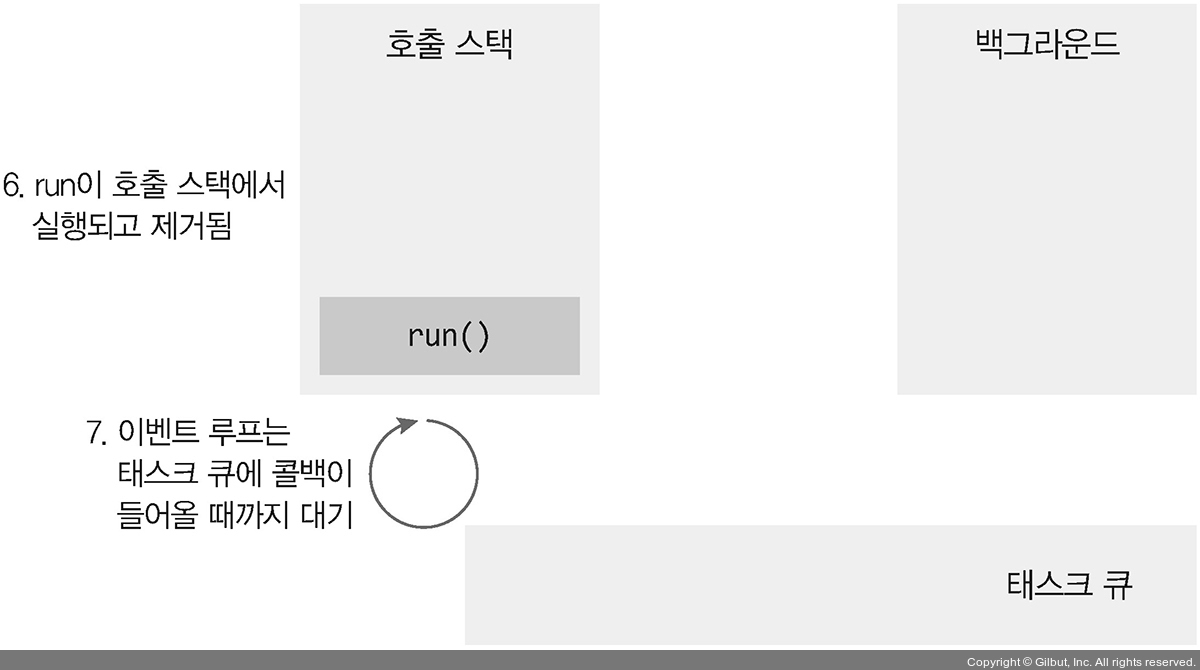 호출 스택
백그라운드
6. run이 호출 스택에서
실행되고 제거됨
run()
7. 이벤트 루프는
태스크 큐에 콜백이
들어올 때까지 대기
태스크 큐
Copyright © Gilbut, Inc. All rights reserved.